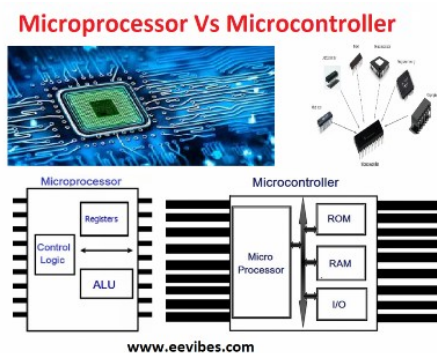 Microprocessor Vs Microcontroller
Microprocessor
Registers
Control
Logic
ALU
Microcontroller
Micro
Processor
ROM
RAM
I/O
www.eevibes.com